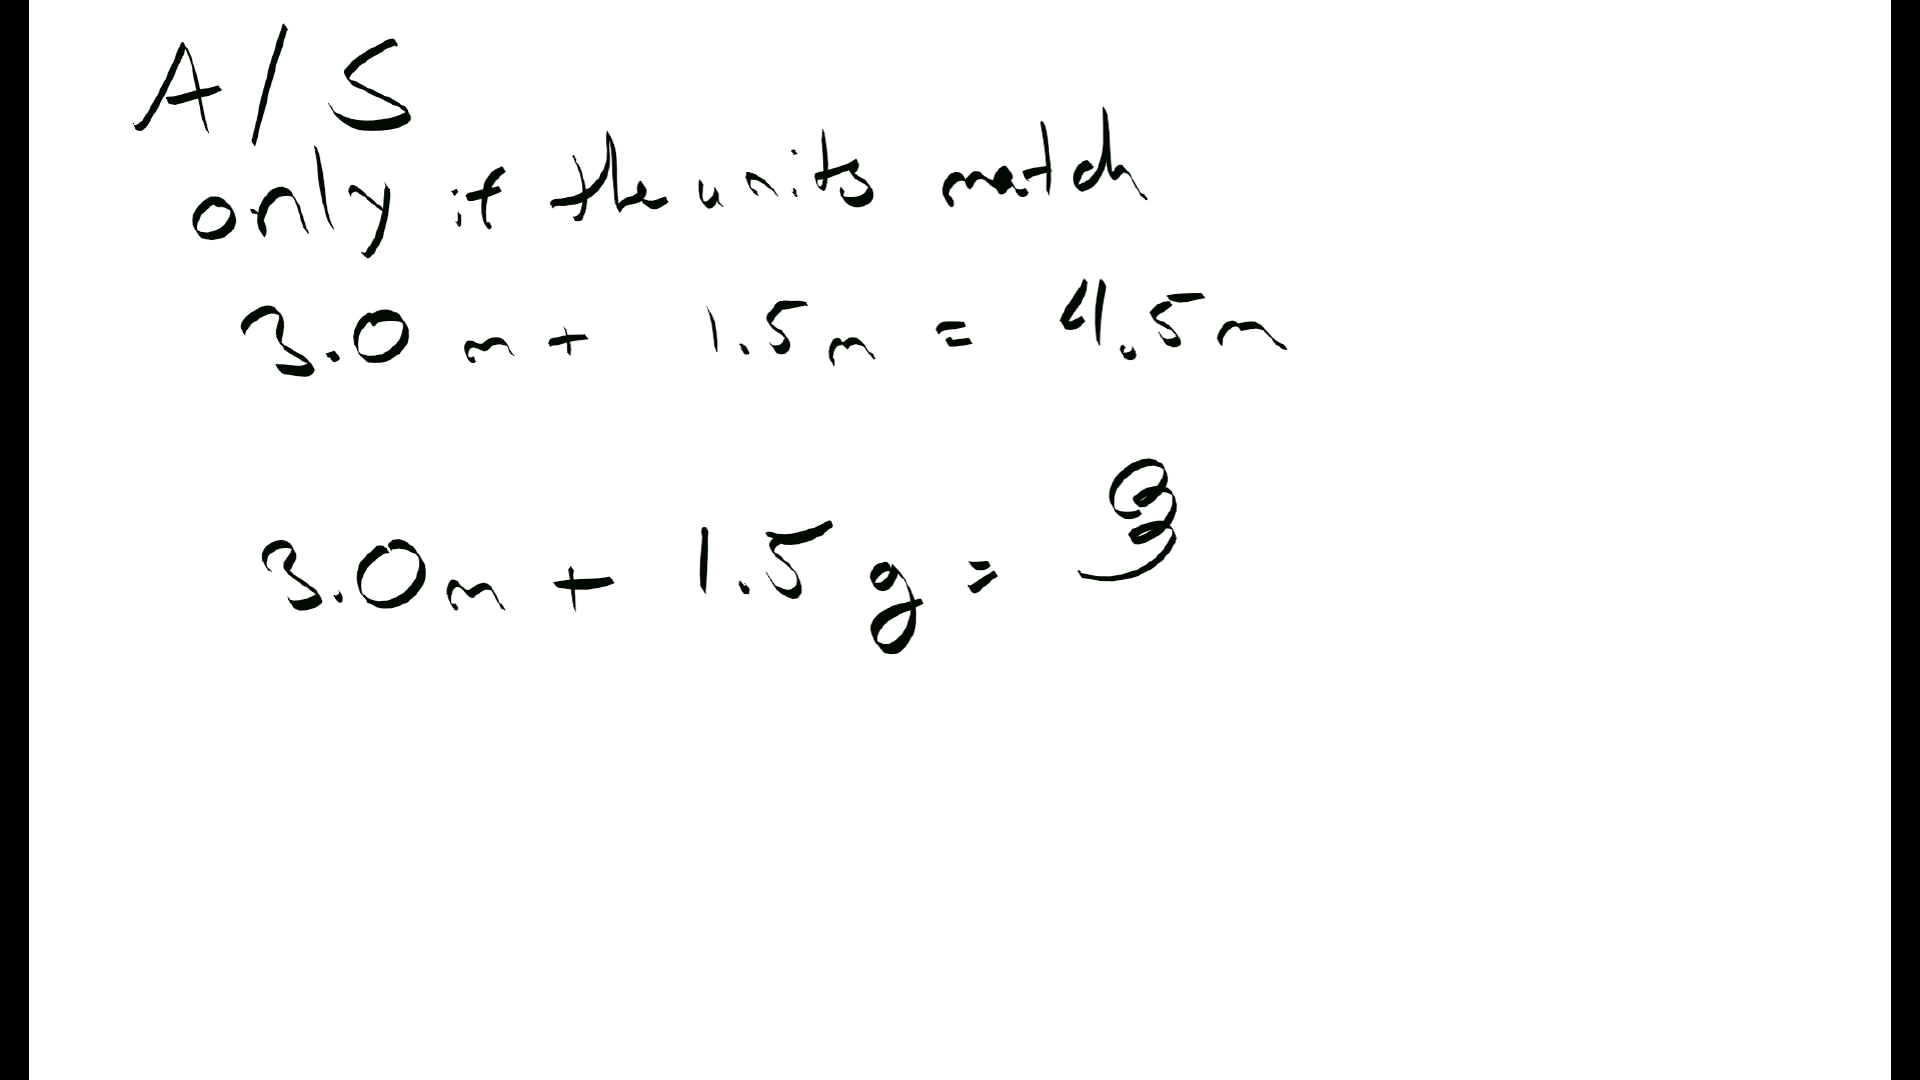 A/S
only if the units match
3.0 m + 1.5 m = 4.5 m
3.0 m + 1.5 g =